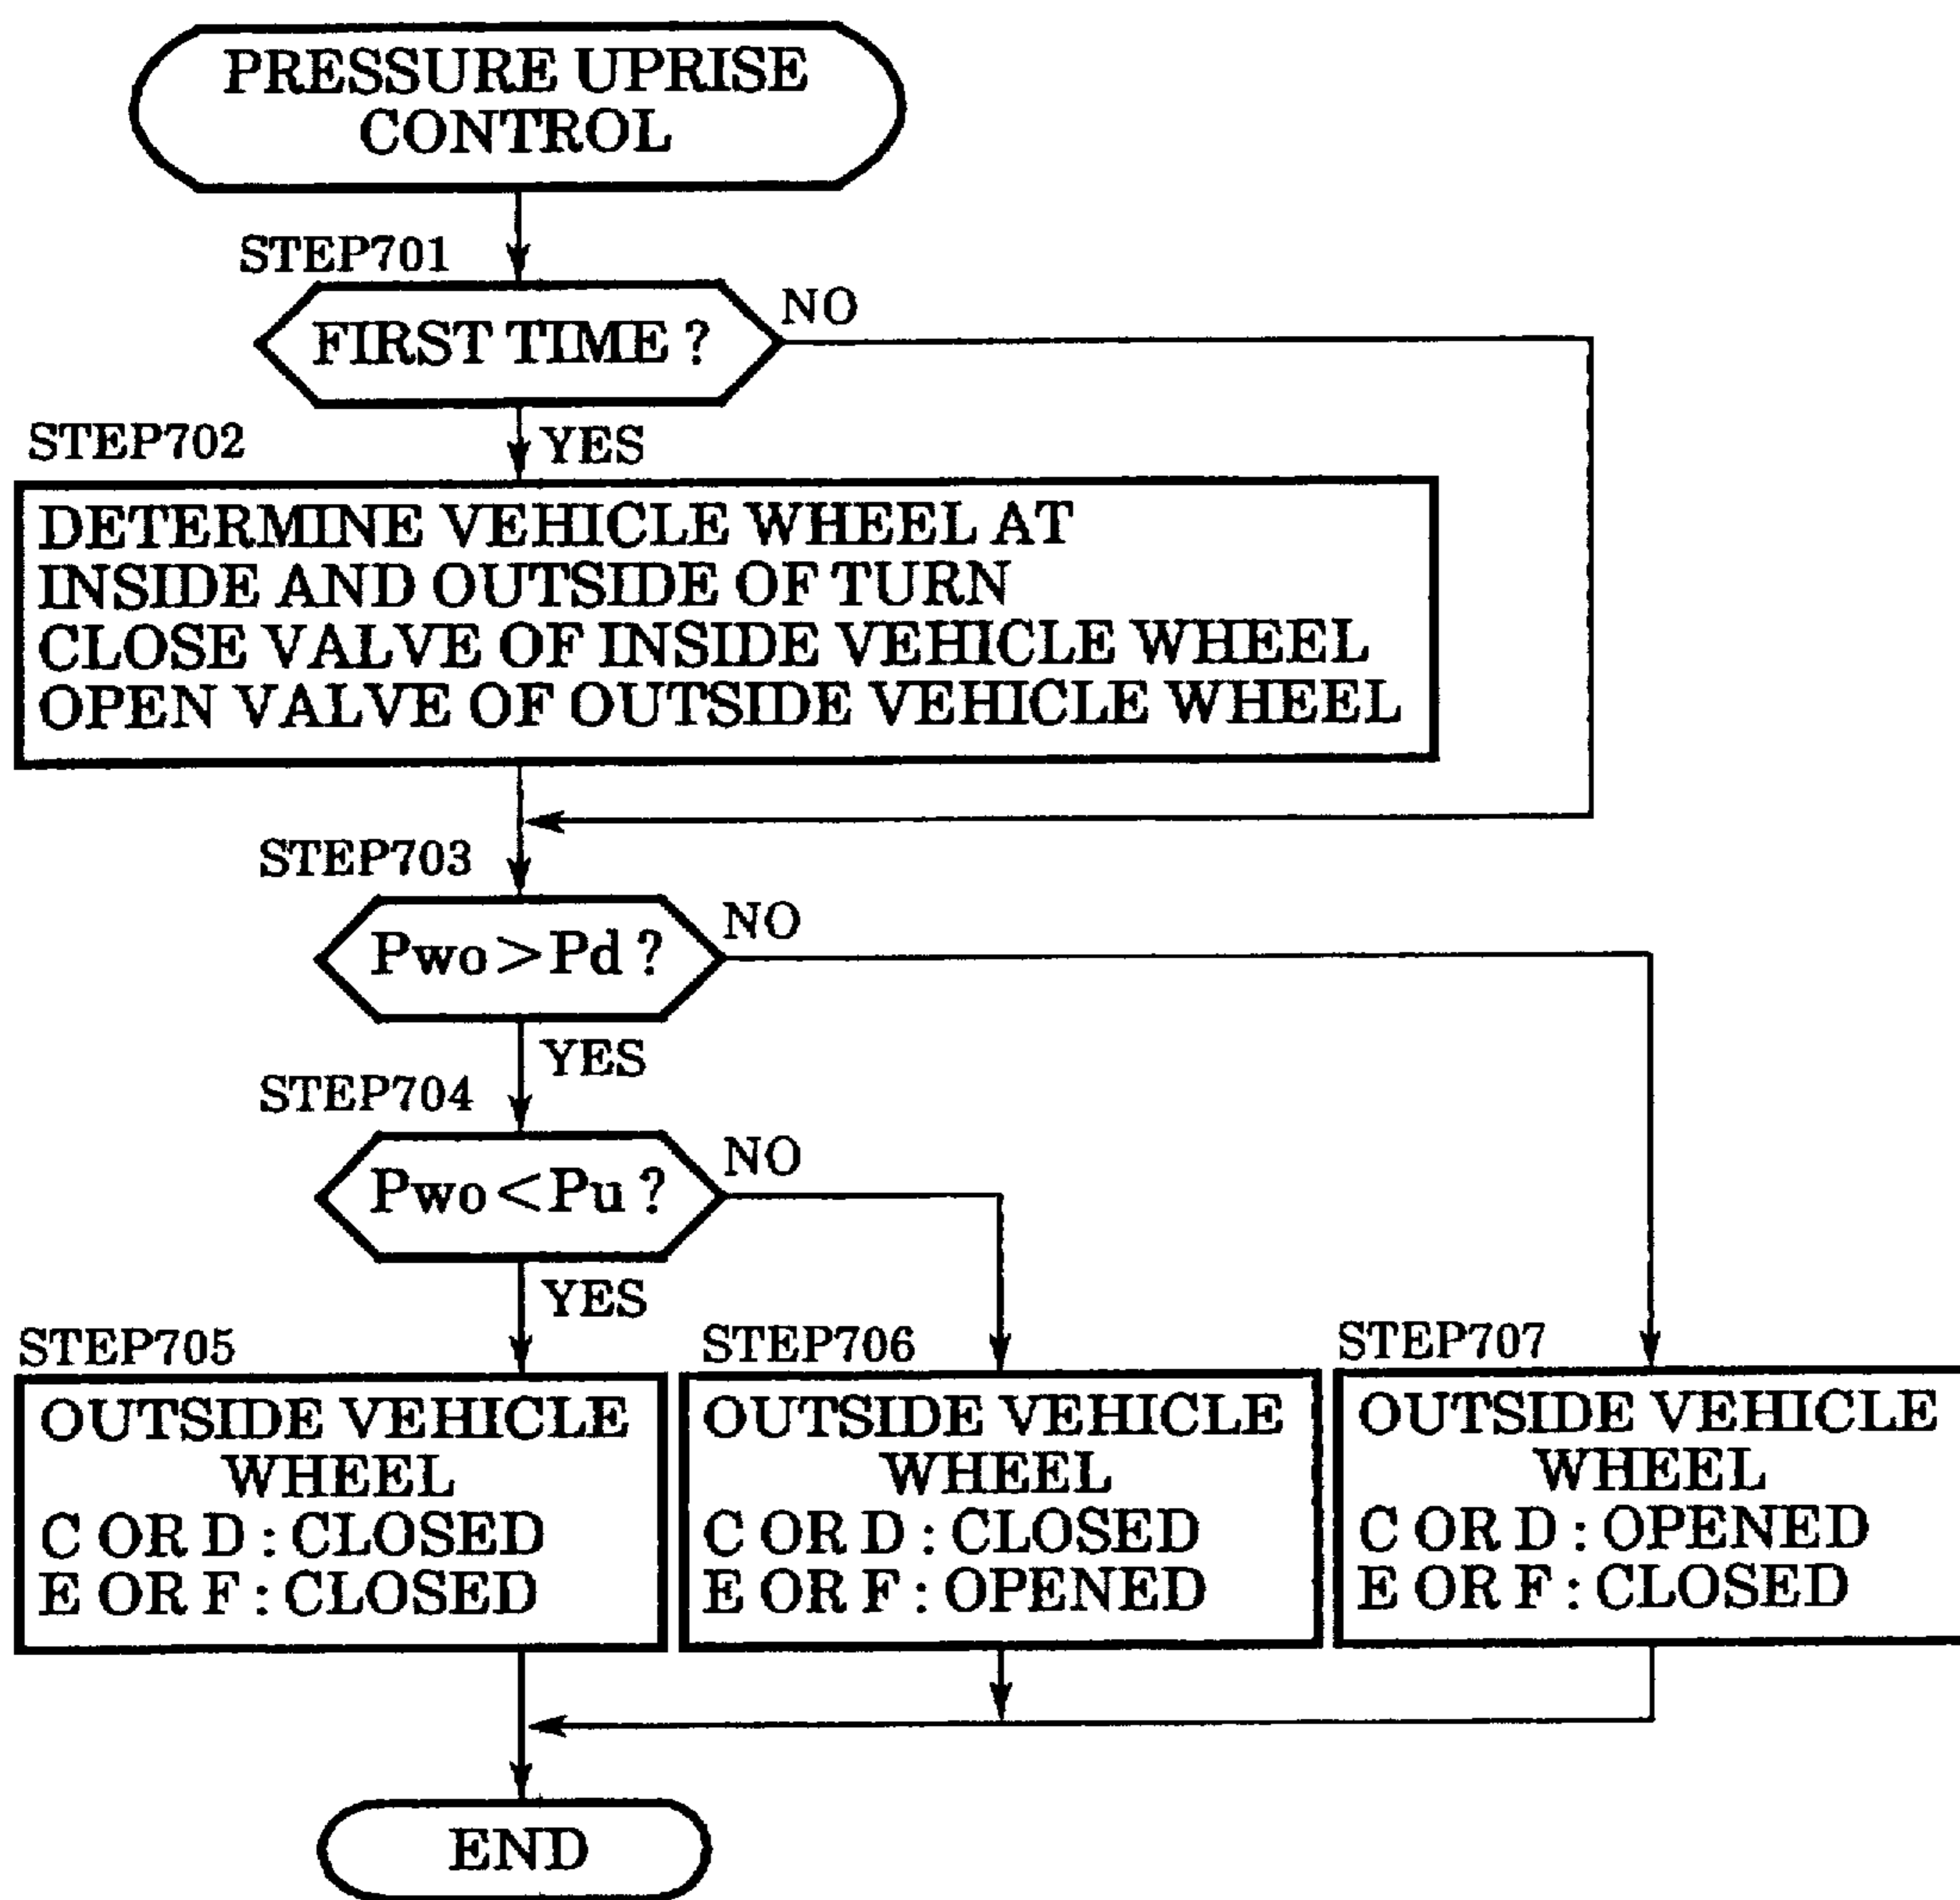 PRESSURE UPRISE
CONTROL
STEP701
FIRST TIME ?
NO
YES
STEP702
DETERMINE VEHICLE WHEEL AT
INSIDE AND OUTSIDE OF TURN
CLOSE VALVE OF INSIDE VEHICLE WHEEL
OPEN VALVE OF OUTSIDE VEHICLE WHEEL
STEP703
Pwo > Pd ?
NO
YES
STEP704
Pwo < Pu ?
NO
YES
STEP705
OUTSIDE VEHICLE
WHEEL
C OR D : CLOSED
E OR F : CLOSED
STEP706
OUTSIDE VEHICLE
WHEEL
C OR D : CLOSED
E OR F : OPENED
STEP707
OUTSIDE VEHICLE
WHEEL
C OR D : OPENED
E OR F : CLOSED
END